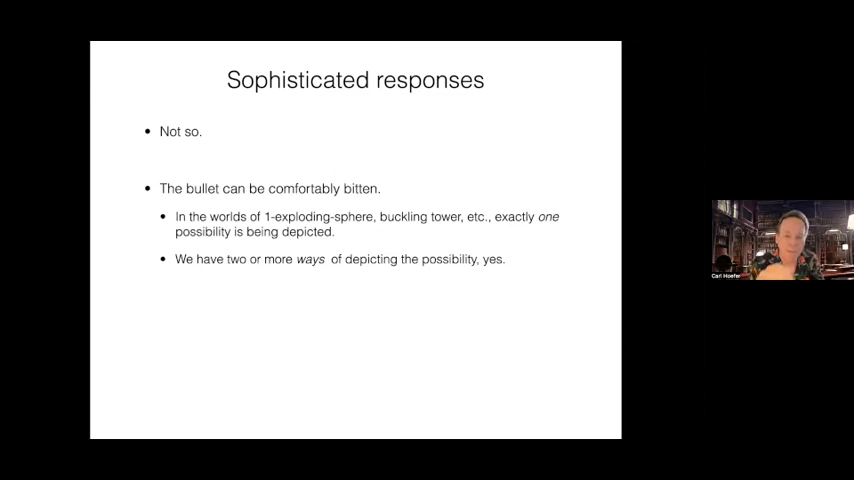 Sophisticated responses
• Not so.
• The bullet can be comfortably bitten.
• In the worlds of 1-exploding-sphere, buckling tower, etc., exactly one
possibility is being depicted.
• We have two or more ways of depicting the possibility, yes.
Carl Hoefer